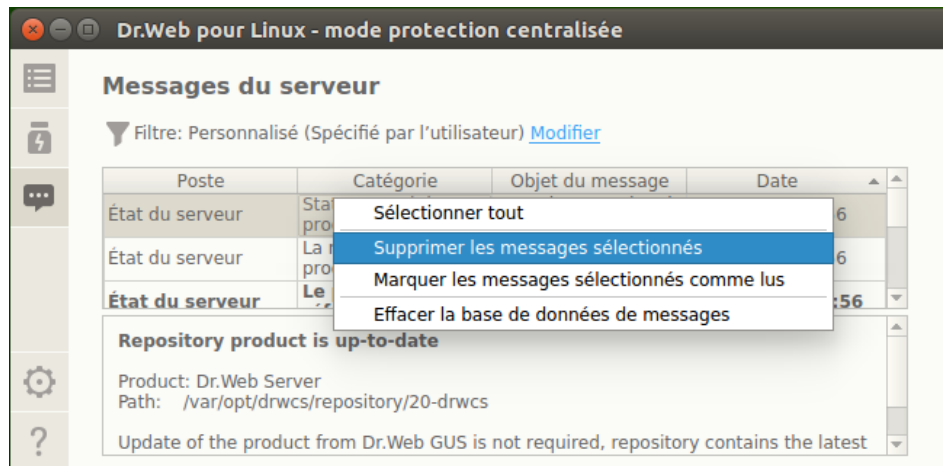 Dr.Web pour Linux - mode protection centralisée
Messages du serveur
Filtre: Personnalisé (Spécifié par l’utilisateur) Modifier
Poste Catégorie Objet du message Date
État du serveur
6
Sélectionner tout
Supprimer les messages sélectionnés
État du serveur La
6
Marquer les messages sélectionnés comme lus
État du serveur Le :56
Effacer la base de données de messages
Repository product is up-to-date
Product: Dr.Web Server
Path: /var/opt/drwcs/repository/20-drwcs
Update of the product from Dr.Web GUS is not required, repository contains the latest
?